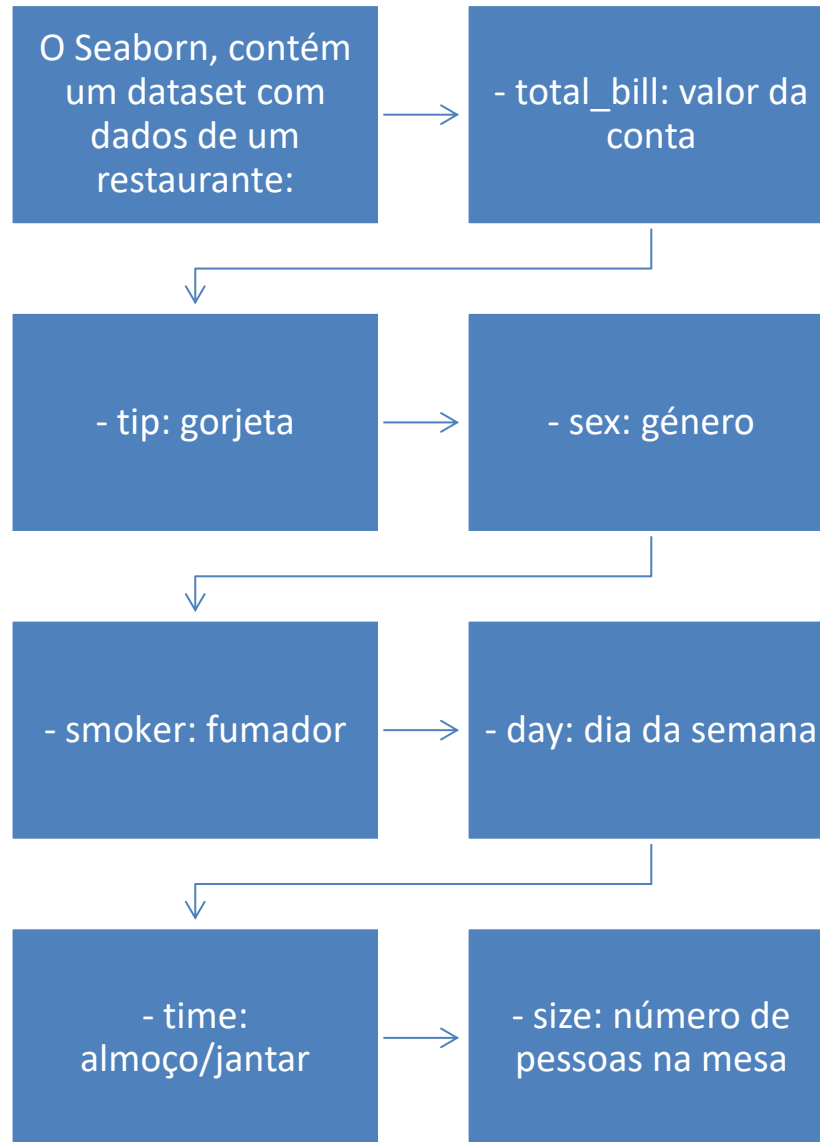 O Seaborn, contém
um dataset com
dados de um
restaurante:
- total_bill: valor da
conta
- tip: gorjeta
- sex: género
- smoker: fumador
- day: dia da semana
- time:
almoço/jantar
- size: número de
pessoas na mesa